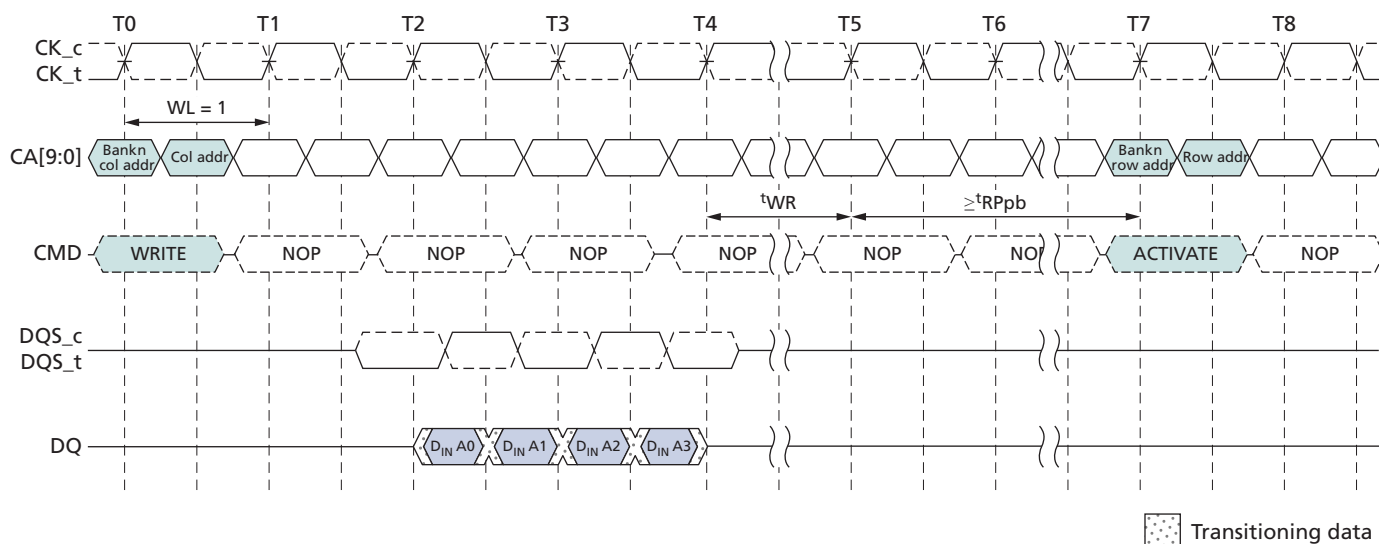 T0 T1 T2 T3 T4 T5 T6 T7 T8
CK_c
CK_t
WL = 1
CA[9:0]
Bankn
col addr
Col addr
Bankn
row addr
Row addr
tWR
≥tRPpb
CMD
WRITE NOP NOP NOP NOP NOP NOP ACTIVATE NOP
DQS_c
DQS_t
DQ
DIN A0 DIN A1 DIN A2 DIN A3
Transitioning data